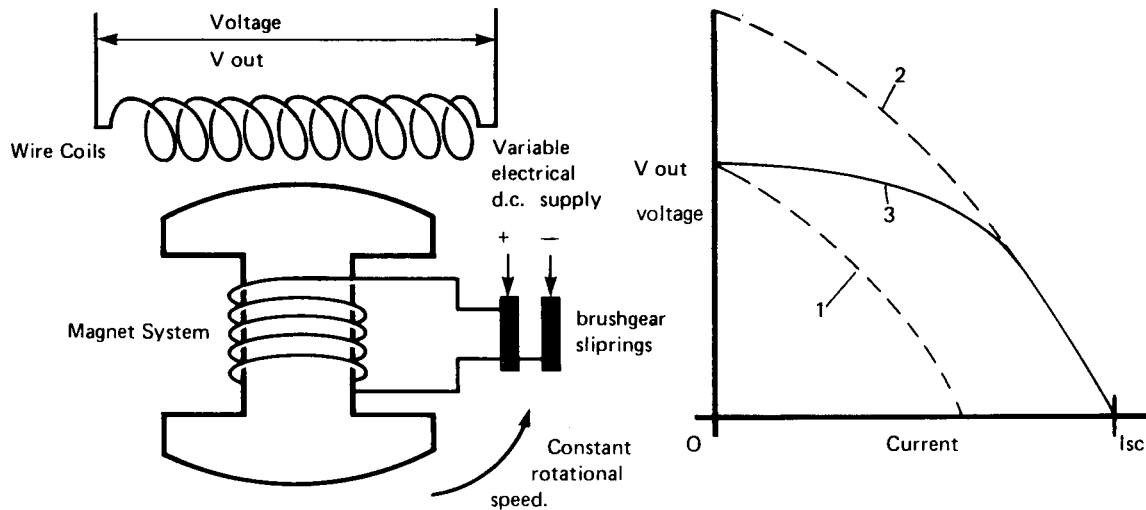 Voltage
V out
Wire Coils
Variable
electrical
d.c. supply
+ −
Magnet System
brushgear
sliprings
Constant
rotational
speed.
2
V out
voltage
3
1
O
Current
Isc